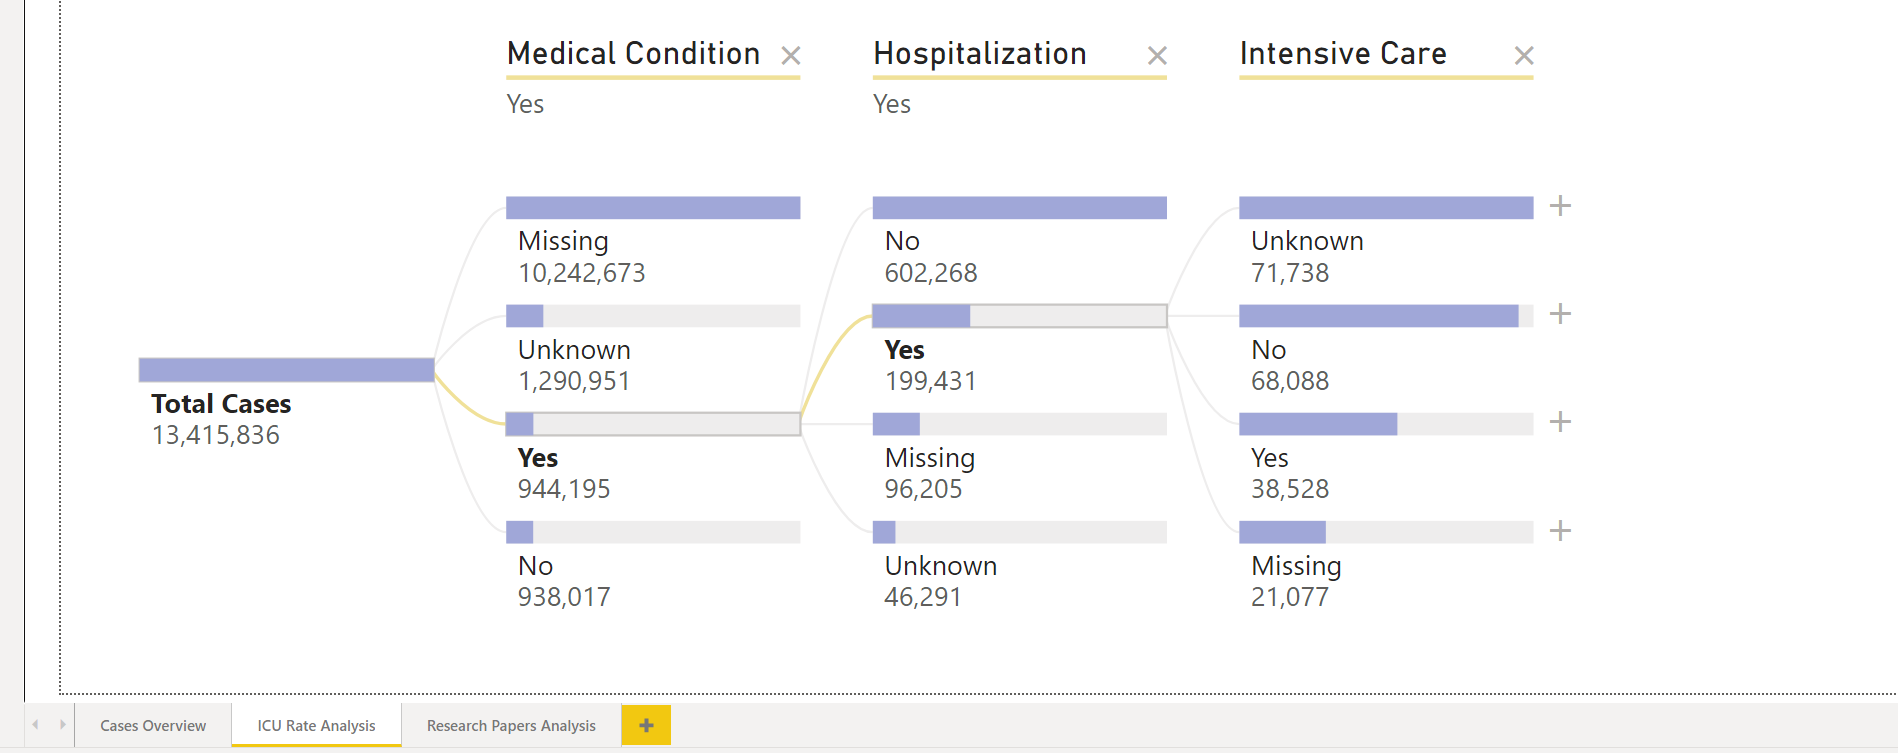 Medical Condition
Yes
Hospitalization
Yes
Intensive Care
Total Cases
13,415,836
Missing
10,242,673
Unknown
1,290,951
Yes
944,195
No
938,017
No
602,268
Yes
199,431
Missing
96,205
Unknown
46,291
Unknown
71,738
No
68,088
Yes
38,528
Missing
21,077
Cases Overview
ICU Rate Analysis
Research Papers Analysis